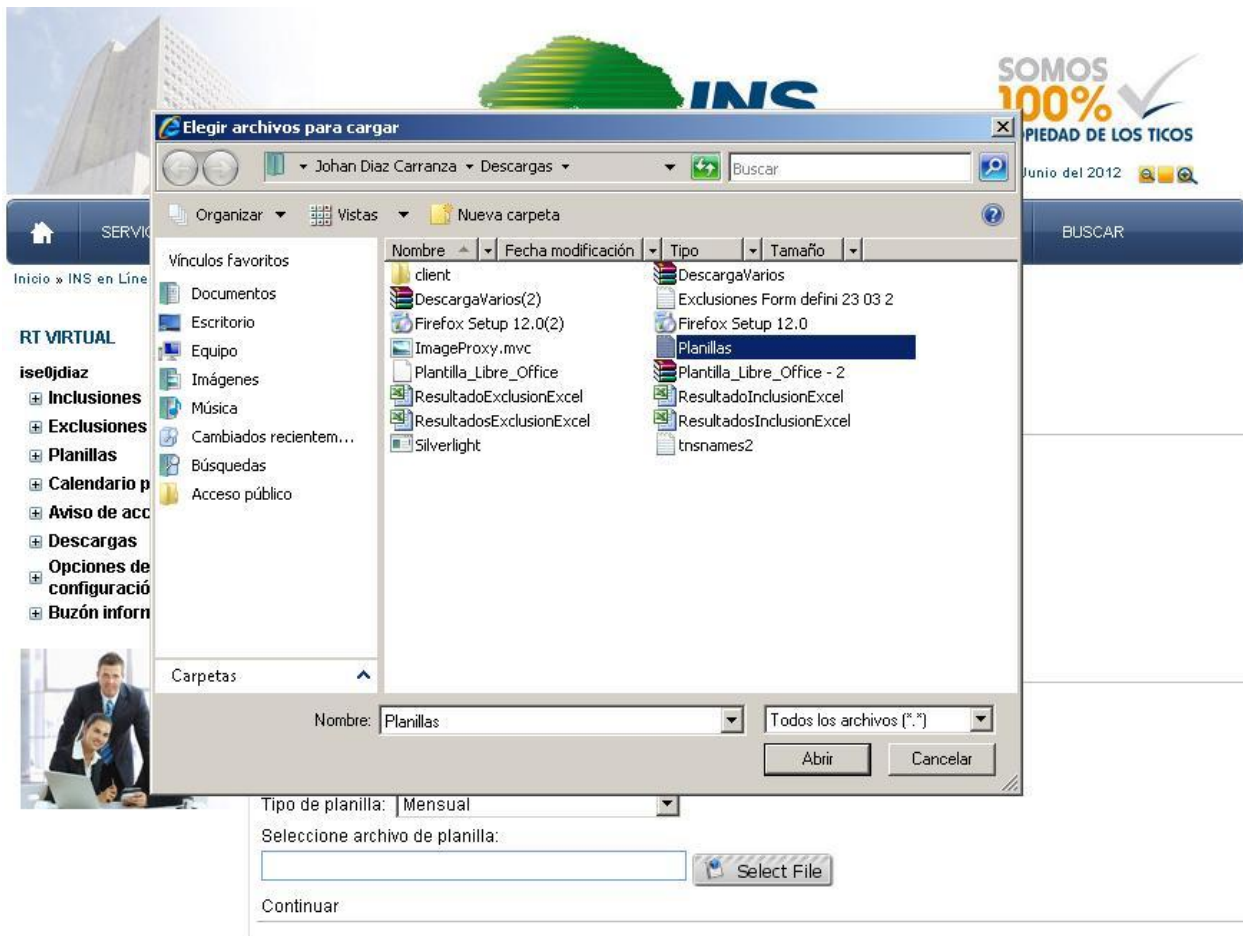 INS
SOMOS
100%
PIEDAD DE LOS TICOS
Junio del 2012
SERVIC
BUSCAR
Inicio » INS en Líne
RT VIRTUAL
ise0jdiaz
Inclusiones
Exclusiones
Planillas
Calendario p
Aviso de acc
Descargas
Opciones de
configuració
Buzón inform
Elegir archivos para cargar
Johan Diaz Carranza Descargas
Buscar
Organizar Vistas Nueva carpeta
Vínculos favoritos
Documentos
Escritorio
Equipo
Imágenes
Música
Cambiados recientem...
Búsquedas
Acceso público
Carpetas
Nombre Fecha modificación Tipo Tamaño
client DescargaVarios
DescargaVarios(2) Exclusiones Form defini 23 03 2
Firefox Setup 12.0(2) Firefox Setup 12.0
ImageProxy.mvc Planillas
Plantilla_Libre_Office Plantilla_Libre_Office - 2
ResultadoExclusionExcel ResultadoInclusionExcel
ResultadosExclusionExcel ResultadosInclusionExcel
Silverlight tnsnames2
Nombre: Planillas Todos los archivos (*.*)
Abrir Cancelar
Tipo de planilla: Mensual
Seleccione archivo de planilla:
Select File
Continuar